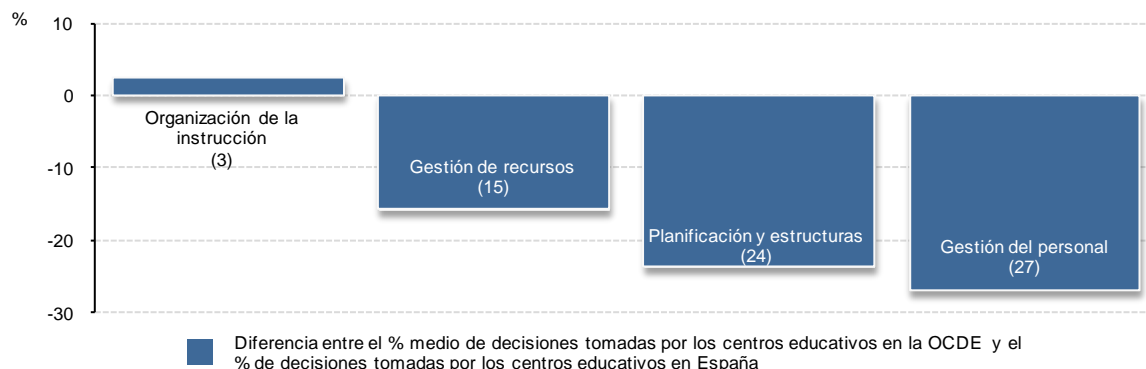 %
10
0
-10
-20
-30
Organización de la
instrucción
(3)
Gestión de recursos
(15)
Planificación y estructuras
(24)
Gestión del personal
(27)
Diferencia entre el % medio de decisiones tomadas por los centros educativos en la OCDE y el
% de decisiones tomadas por los centros educativos en España